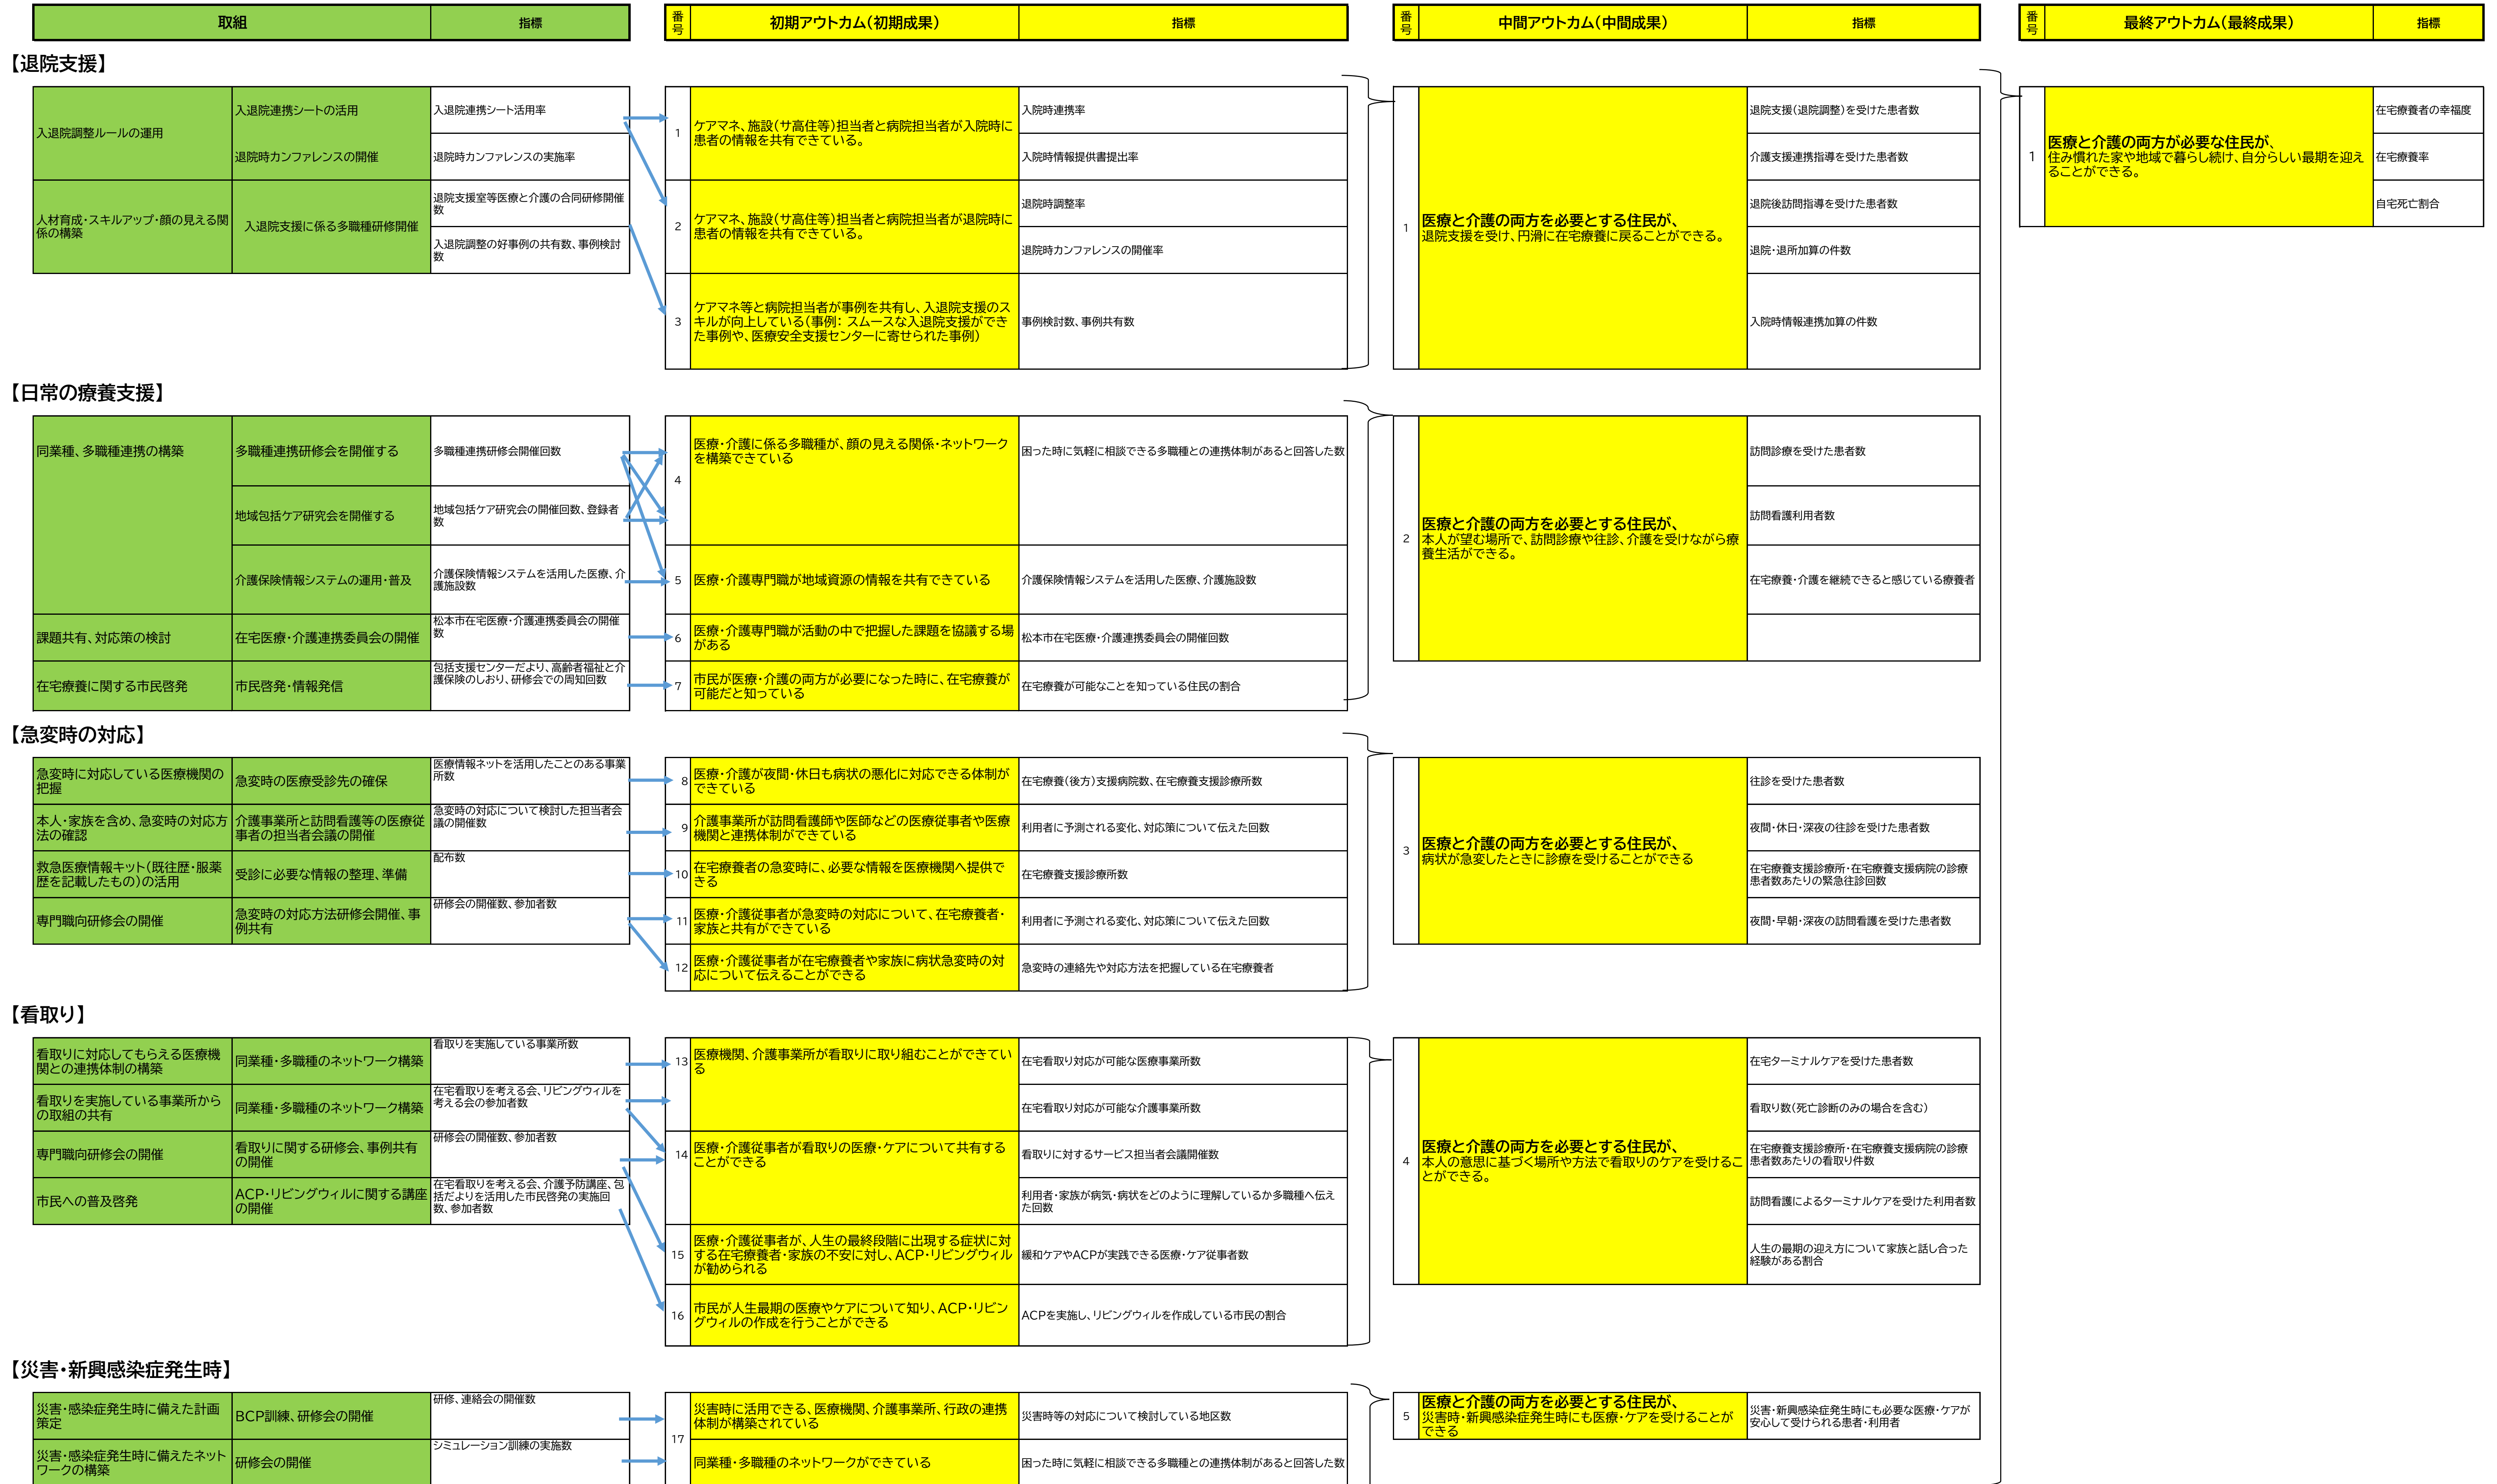 取組
指標
番号
初期アウトカム（初期成果）
指標
番号
中間アウトカム（中間成果）
指標
番号
最終アウトカム（最終成果）
指標
【退院支援】
入退院調整ルールの運用
入退院連携シートの活用
入退院連携シート活用率
退院時カンファレンスの開催
退院時カンファレンスの実施率
人材育成・スキルアップ・顔の見える関
係の構築
入退院支援に係る多職種研修開催
退院支援室等医療と介護の合同研修開催
数
入退院調整の好事例の共有数、事例検討
数
1
ケアマネ、施設（サ高住等）担当者と病院担当者が入院時に
患者の情報を共有できている。
入院時連携率
入院時情報提供書提出率
2
ケアマネ、施設（サ高住等）担当者と病院担当者が退院時に
患者の情報を共有できている。
退院時調整率
退院時カンファレンスの開催率
3
ケアマネ等と病院担当者が事例を共有し、入退院支援のス
キルが向上している（事例： スムースな入退院支援ができ
た事例や、医療安全支援センターに寄せられた事例）
事例検討数、事例共有数
1
医療と介護の両方を必要とする住民が、
退院支援を受け、円滑に在宅療養に戻ることができる。
退院支援（退院調整）を受けた患者数
介護支援連携指導を受けた患者数
退院後訪問指導を受けた患者数
退院・退所加算の件数
入院時情報連携加算の件数
1
医療と介護の両方が必要な住民が、
住み慣れた家や地域で暮らし続け、自分らしい最期を迎え
ることができる。
在宅療養者の幸福度
在宅療養率
自宅死亡割合
【日常の療養支援】
同業種、多職種連携の構築
多職種連携研修会を開催する
多職種連携研修会開催回数
地域包括ケア研究会を開催する
地域包括ケア研究会の開催回数、登録者
数
介護保険情報システムの運用・普及
介護保険情報システムを活用した医療、介
護施設数
課題共有、対応策の検討
在宅医療・介護連携委員会の開催
松本市在宅医療・介護連携委員会の開催
数
在宅療養に関する市民啓発
市民啓発・情報発信
包括支援センターだより、高齢者福祉と介
護保険のしおり、研修会での周知回数
4
医療・介護に係る多職種が、顔の見える関係・ネットワーク
を構築できている
困った時に気軽に相談できる多職種との連携体制があると回答した数
5
医療・介護専門職が地域資源の情報を共有できている
介護保険情報システムを活用した医療、介護施設数
6
医療・介護専門職が活動の中で把握した課題を協議する場
がある
松本市在宅医療・介護連携委員会の開催回数
7
市民が医療・介護の両方が必要になった時に、在宅療養が
可能だと知っている
在宅療養が可能なことを知っている住民の割合
2
医療と介護の両方を必要とする住民が、
本人が望む場所で、訪問診療や往診、介護を受けながら療
養生活ができる。
訪問診療を受けた患者数
訪問看護利用者数
在宅療養・介護を継続できると感じている療養者
【急変時の対応】
急変時に対応している医療機関の
把握
急変時の医療受診先の確保
医療情報ネットを活用したことのある事業
所数
本人・家族を含め、急変時の対応方
法の確認
介護事業所と訪問看護等の医療従
事者の担当者会議の開催
急変時の対応について検討した担当者会
議の開催数
救急医療情報キット（既往歴・服薬
歴を記載したもの）の活用
受診に必要な情報の整理、準備
配布数
専門職向研修会の開催
急変時の対応方法研修会開催、事
例共有
研修会の開催数、参加者数
8
医療・介護が夜間・休日も病状の悪化に対応できる体制が
できている
在宅療養（後方）支援病院数、在宅療養支援診療所数
9
介護事業所が訪問看護師や医師などの医療従事者や医療
機関と連携体制ができている
利用者に予測される変化、対応策について伝えた回数
10
在宅療養者の急変時に、必要な情報を医療機関へ提供で
きる
在宅療養支援診療所数
11
医療・介護従事者が急変時の対応について、在宅療養者・
家族と共有ができている
利用者に予測される変化、対応策について伝えた回数
12
医療・介護従事者が在宅療養者や家族に病状急変時の対
応について伝えることができる
急変時の連絡先や対応方法を把握している在宅療養者
3
医療と介護の両方を必要とする住民が、
病状が急変したときに診療を受けることができる
往診を受けた患者数
夜間・休日・深夜の往診を受けた患者数
在宅療養支援診療所・在宅療養支援病院の診療
患者数あたりの緊急往診回数
夜間・早朝・深夜の訪問看護を受けた患者数
【看取り】
看取りに対応してもらえる医療機
関との連携体制の構築
同業種・多職種のネットワーク構築
看取りを実施している事業所数
看取りを実施している事業所から
の取組の共有
同業種・多職種のネットワーク構築
在宅看取りを考える会、リビングウィルを
考える会の参加者数
専門職向研修会の開催
看取りに関する研修会、事例共有
の開催
研修会の開催数、参加者数
市民への普及啓発
ACP・リビングウィルに関する講座
の開催
在宅看取りを考える会、介護予防講座、包
括だよりを活用した市民啓発の実施回
数、参加者数
13
医療機関、介護事業所が看取りに取り組むことができてい
る
在宅看取り対応が可能な医療事業所数
在宅看取り対応が可能な介護事業所数
14
医療・介護従事者が看取りの医療・ケアについて共有する
ことができる
看取りに対するサービス担当者会議開催数
利用者・家族が病気・病状をどのように理解しているか多職種へ伝え
た回数
15
医療・介護従事者が、人生の最終段階に出現する症状に対
する在宅療養者・家族の不安に対し、ACP・リビングウィル
が勧められる
緩和ケアやACPが実践できる医療・ケア従事者数
16
市民が人生最期の医療やケアについて知り、ACP・リビン
グウィルの作成を行うことができる
ACPを実施し、リビングウィルを作成している市民の割合
4
医療と介護の両方を必要とする住民が、
本人の意思に基づく場所や方法で看取りのケアを受けるこ
とができる。
在宅ターミナルケアを受けた患者数
看取り数（死亡診断のみの場合を含む）
在宅療養支援診療所・在宅療養支援病院の診療
患者数あたりの看取り件数
訪問看護によるターミナルケアを受けた利用者数
人生の最期の迎え方について家族と話し合った
経験がある割合
【災害・新興感染症発生時】
災害・感染症発生時に備えた計画
策定
BCP訓練、研修会の開催
研修、連絡会の開催数
災害・感染症発生時に備えたネット
ワークの構築
研修会の開催
シミュレーション訓練の実施数
17
災害時に活用できる、医療機関、介護事業所、行政の連携
体制が構築されている
災害時等の対応について検討している地区数
同業種・多職種のネットワークができている
困った時に気軽に相談できる多職種との連携体制があると回答した数
5
医療と介護の両方を必要とする住民が、
災害時・新興感染症発生時にも医療・ケアを受けることが
できる
災害・新興感染症発生時にも必要な医療・ケアが
安心して受けられる患者・利用者